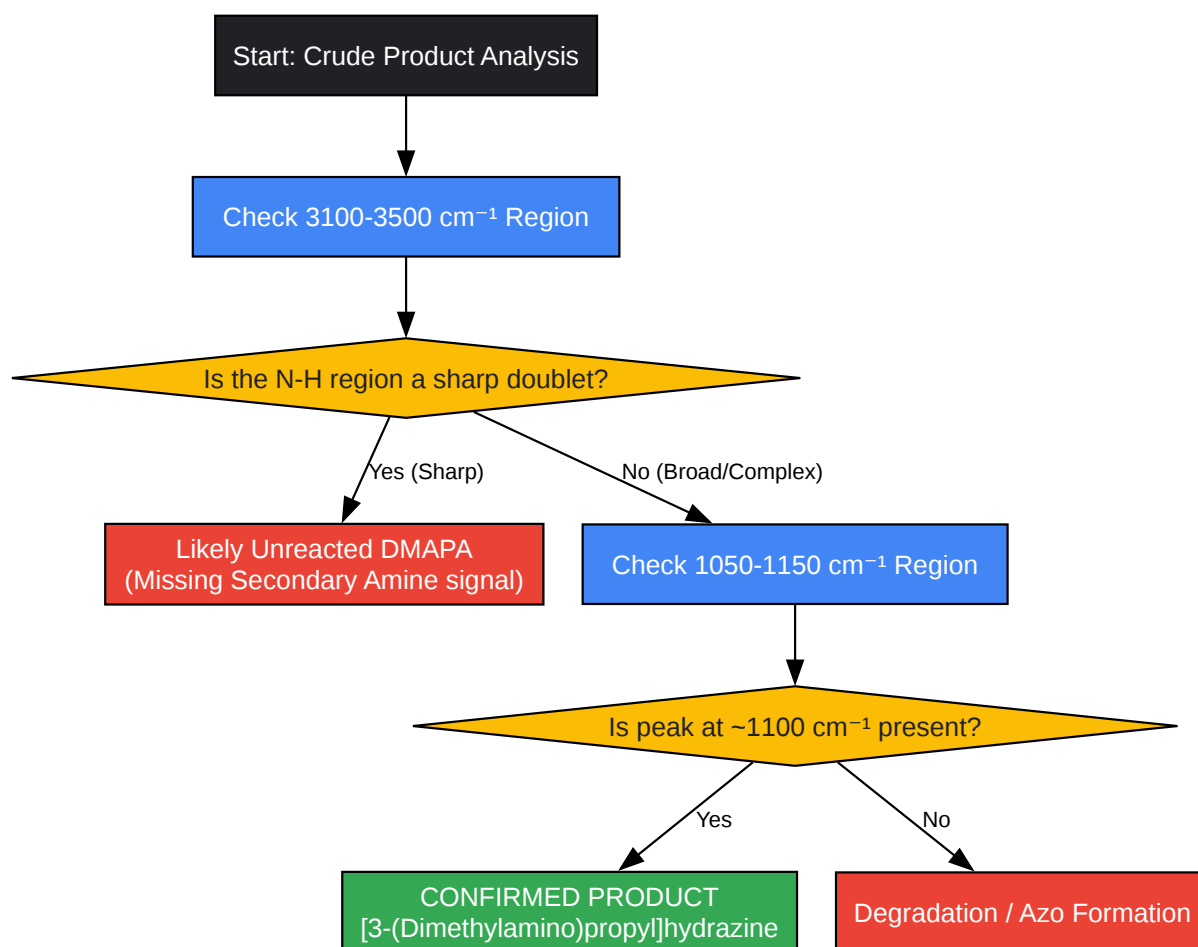 Start: Crude Product Analysis
Check 3100-3500 cm⁻¹ Region
Is the N-H region a sharp doublet?
Yes (Sharp)
No (Broad/Complex)
Likely Unreacted DMAPA
(Missing Secondary Amine signal)
Check 1050-1150 cm⁻¹ Region
Is peak at ~1100 cm⁻¹ present?
Yes
No
CONFIRMED PRODUCT
[3-(Dimethylamino)propyl]hydrazine
Degradation / Azo Formation